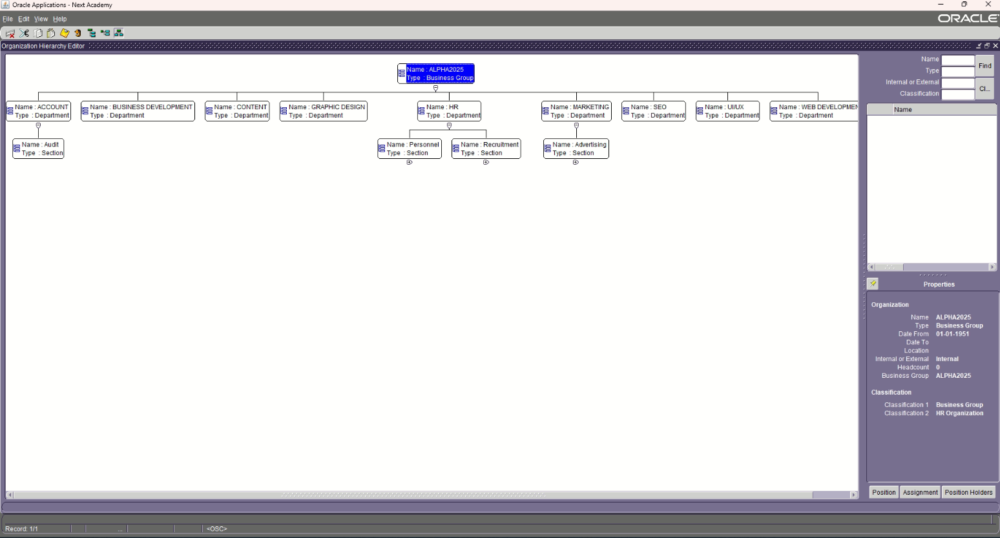 Oracle Applications - Next Academy
File Edit View Help
ORACLE
Organization Hierarchy Editor
Name : ALPHA2025
Type : Business Group
Name : ACCOUNT
Type : Department
Name : BUSINESS DEVELOPMENT
Type : Department
Name : CONTENT
Type : Department
Name : GRAPHIC DESIGN
Type : Department
Name : HR
Type : Department
Name : MARKETING
Type : Department
Name : SEO
Type : Department
Name : UI/UX
Type : Department
Name : WEB DEVELOPMEN
Type : Department
Name : Audit
Type : Section
Name : Personnel
Type : Section
Name : Recruitment
Type : Section
Name : Advertising
Type : Section
Name
Type
Internal or External
Classification
Find
Cl...
Name
Properties
Organization
Name ALPHA2025
Type Business Group
Date From 01-01-1951
Date To
Location
Internal or External Internal
Headcount 0
Business Group ALPHA2025
Classification
Classification 1 Business Group
Classification 2 HR Organization
Position Assignment Position Holders
Record: 1/1 ... <OSC>